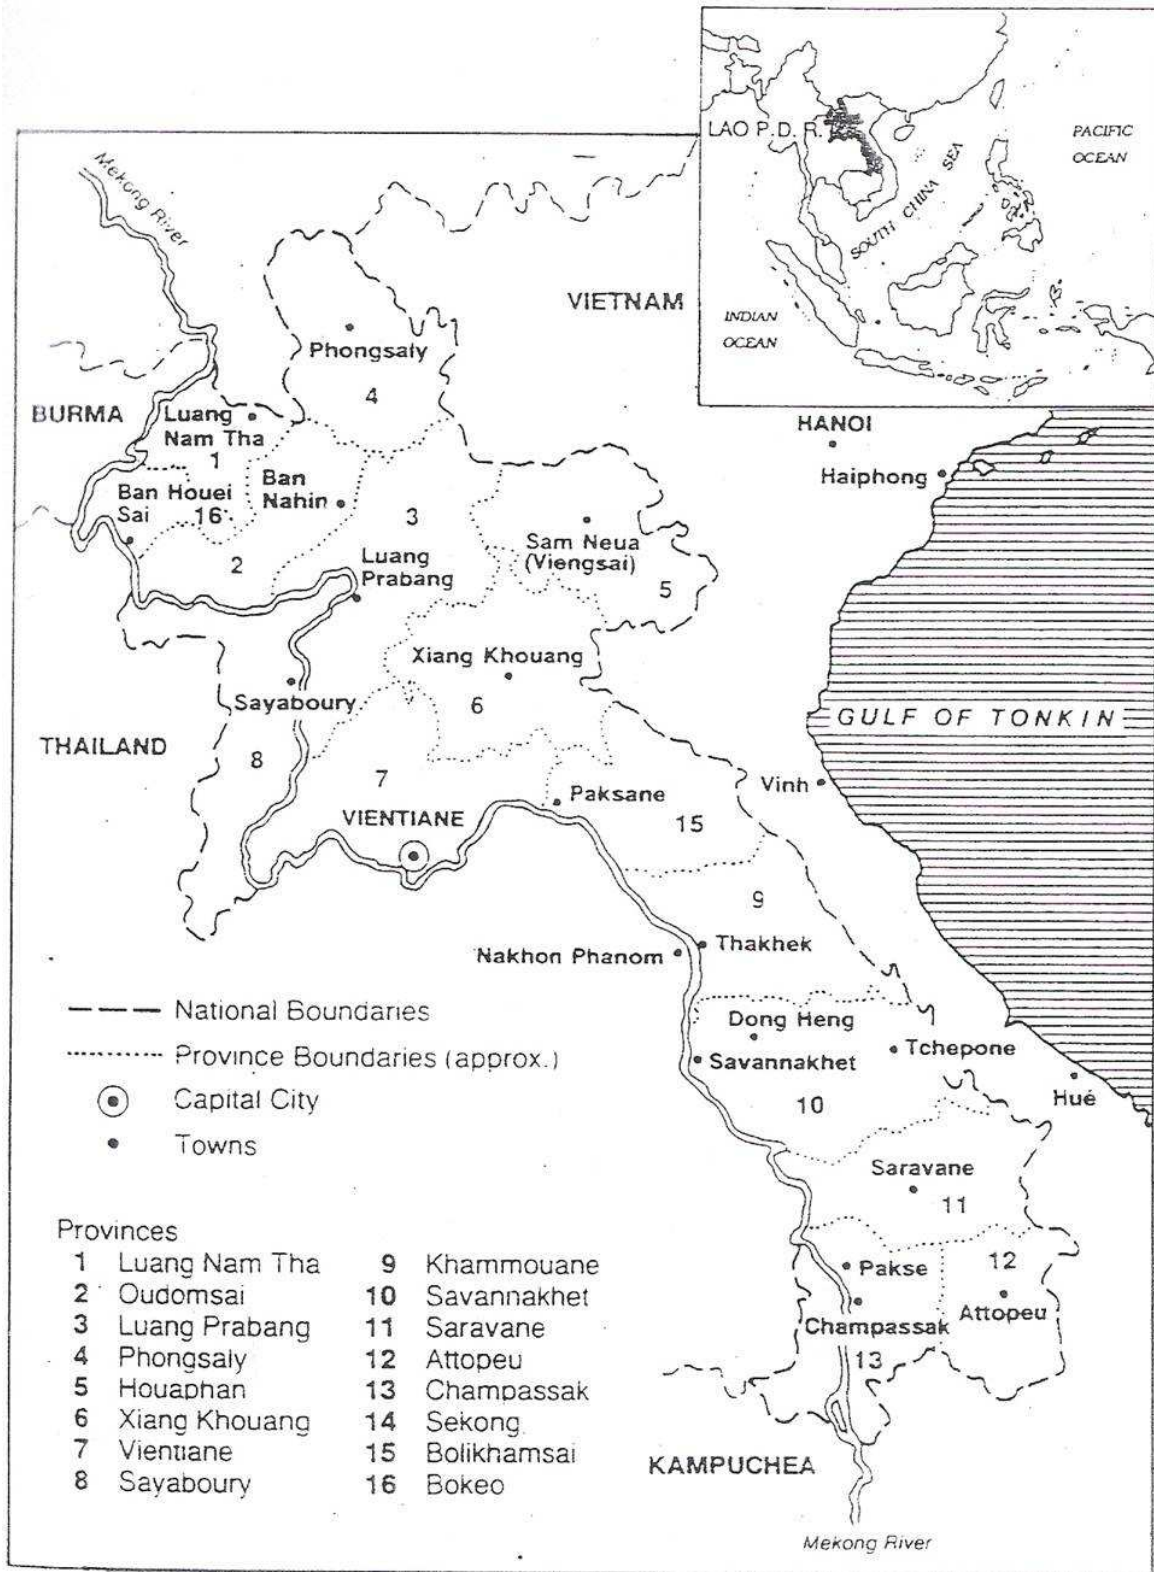 LAO P.D.R.
PACIFIC
OCEAN
SOUTH CHINA SEA
INDIAN
OCEAN
Mekong River
VIETNAM
Phongsaly
4
BURMA
Luang
Nam Tha
1
HANOI
Haiphong
Ban Houei
Sai
16
Ban
Nahin
3
2
Luang
Prabang
Sam Neua
(Viengsai)
5
Xiang Khouang
6
Sayaboury
GULF OF TONKIN
THAILAND
8
7
Vinh
VIENTIANE
Paksane
15
9
Nakhon Phanom
Thakhek
Dong Heng
Savannakhet
Tchepone
10
Hué
Saravane
11
Pakse
12
Champassak
Attopeu
13
KAMPUCHEA
Mekong River
National Boundaries
Province Boundaries (approx.)
Capital City
Towns
Provinces
1 Luang Nam Tha
2 Oudomsai
3 Luang Prabang
4 Phongsaly
5 Houaphan
6 Xiang Khouang
7 Vientiane
8 Sayaboury
9 Khammouane
10 Savannakhet
11 Saravane
12 Attopeu
13 Champassak
14 Sekong
15 Bolikhamsai
16 Bokeo